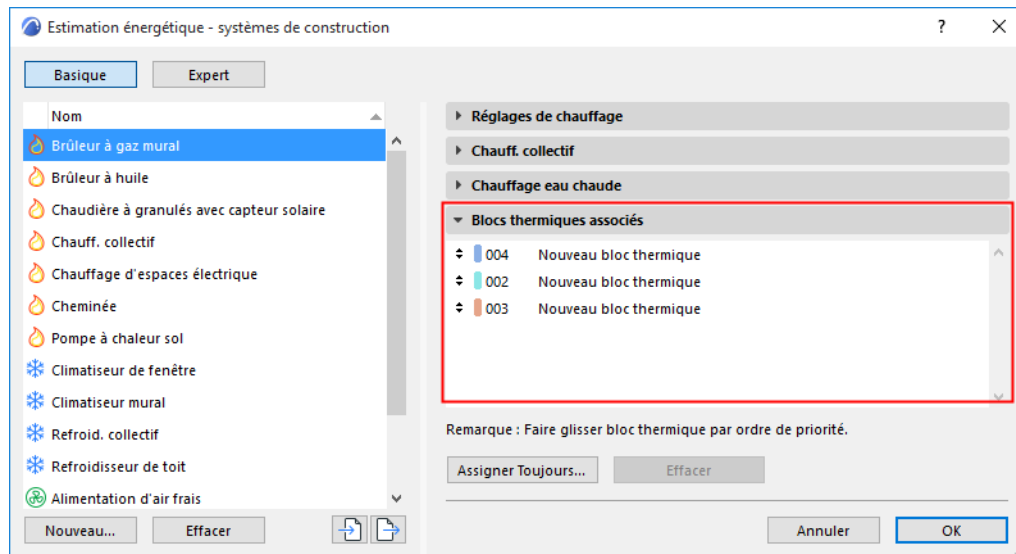 Estimation énergétique - systèmes de construction
?
Basique
Expert
Nom
Brûleur à gaz mural
Brûleur à huile
Chaudière à granulés avec capteur solaire
Chauff. collectif
Chauffage d'espaces électrique
Cheminée
Pompe à chaleur sol
Climatiseur de fenêtre
Climatiseur mural
Refroid. collectif
Refroidisseur de toit
Alimentation d'air frais
Nouveau...
Effacer
Réglages de chauffage
Chauff. collectif
Chauffage eau chaude
Blocs thermiques associés
004 Nouveau bloc thermique
002 Nouveau bloc thermique
003 Nouveau bloc thermique
Remarque : Faire glisser bloc thermique par ordre de priorité.
Assigner Toujours...
Effacer
Annuler
OK